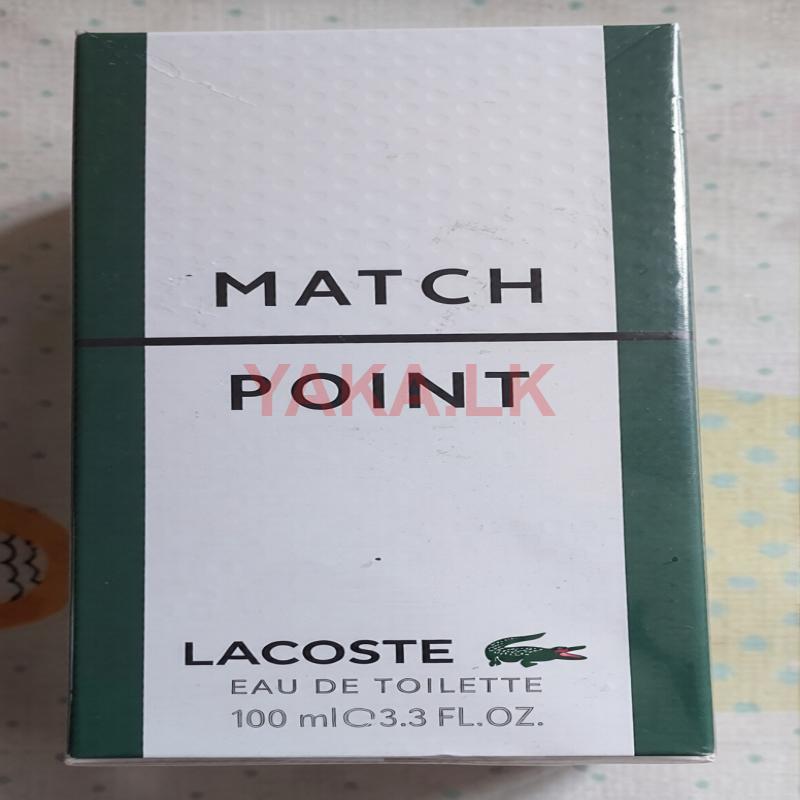 MATCH
POINT
YAKA.LK
LACOSTE
EAU DE TOILETTE
100 ml℮3.3 FL.OZ.